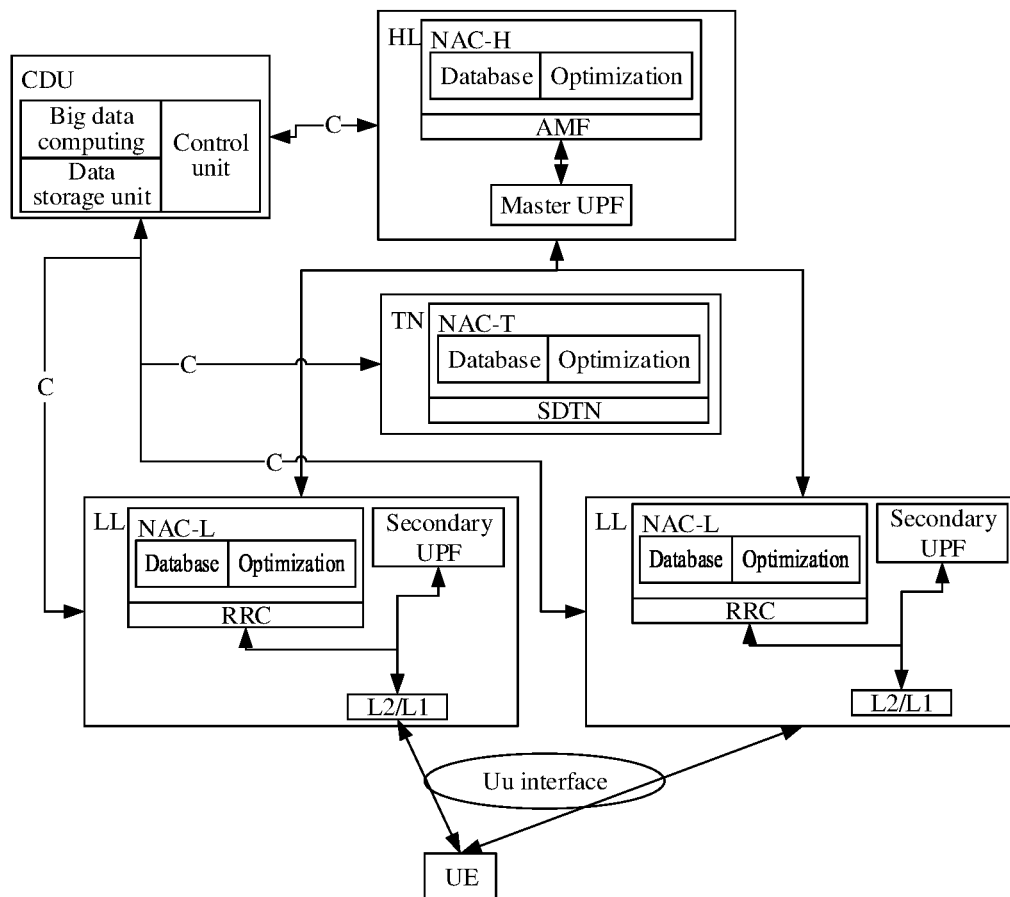 HL
NAC-H
Database
Optimization
AMF
Master UPF
CDU
Big data
computing
Data
storage unit
Control
unit
C
TN
NAC-T
Database
Optimization
SDTN
C
C
C
LL
NAC-L
Database
Optimization
RRC
Secondary
UPF
L2/L1
LL
NAC-L
Database
Optimization
RRC
Secondary
UPF
L2/L1
Uu interface
UE